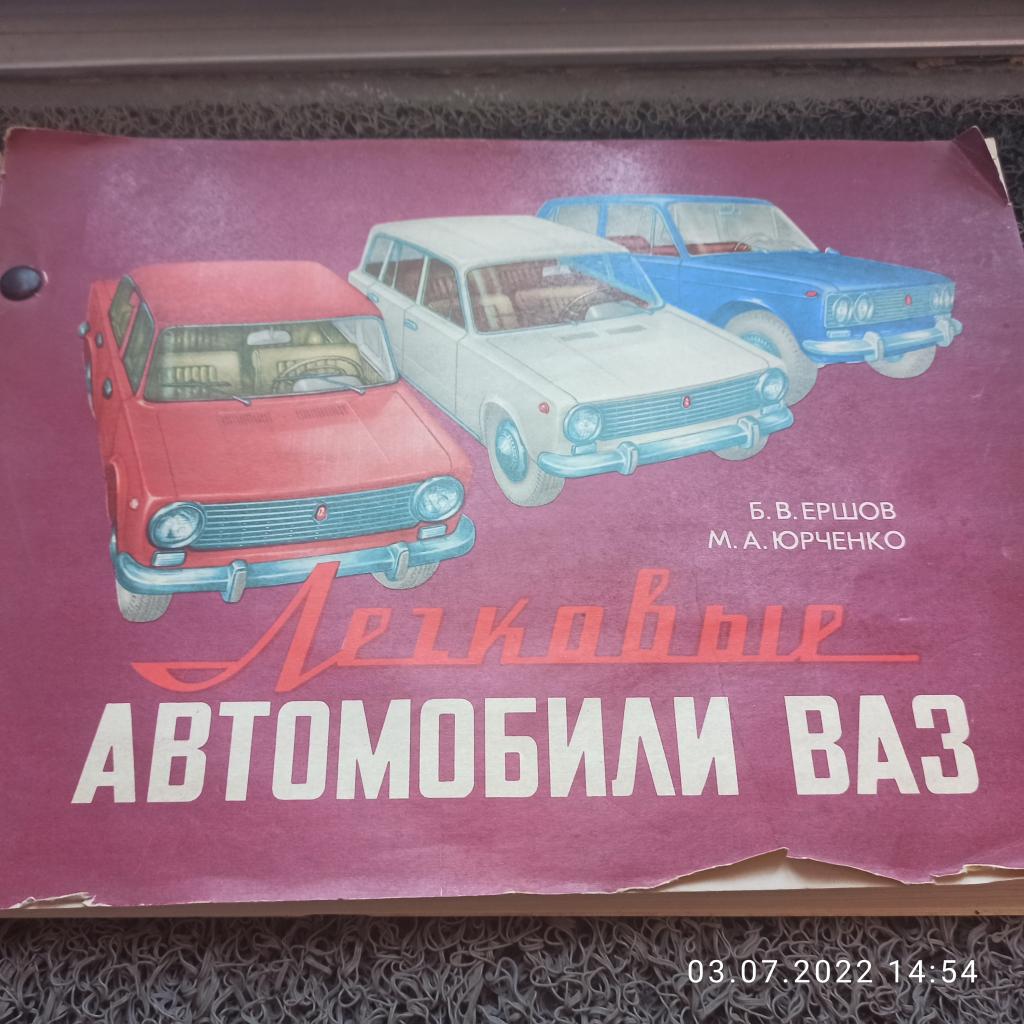 Б. В. ЕРШОВ
М. А. ЮРЧЕНКО
Легковые
АВТОМОБИЛИ ВАЗ
03.07.2022 14:54